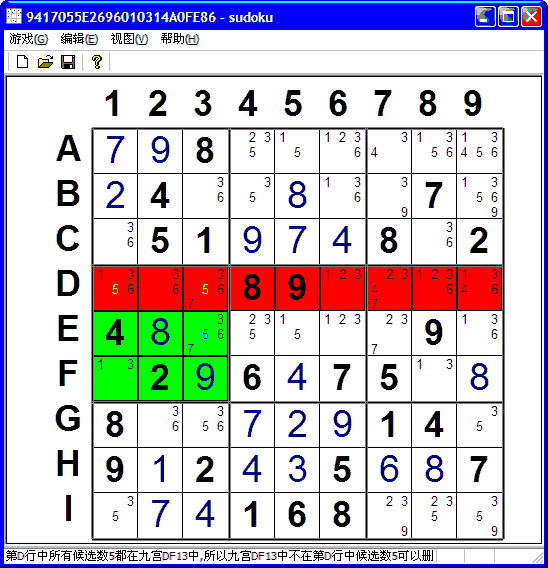 9417055E2696010314A0FE86 - sudoku
游戏(G) 编辑(E) 视图(V) 帮助(H)
1 2 3 4 5 6 7 8 9
A 7 9 8 2 3 5 1 5 1 2 3 6 3 4 1 3 5 6 1 3 4 5 6
B 2 4 3 6 3 5 8 1 3 6 3 9 7 1 3 5 6 9
C 3 6 5 1 9 7 4 8 3 6 2
D 1 3 5 6 3 6 3 5 6 7 8 9 1 2 3 2 3 4 7 1 2 3 6 1 3 4 6
E 4 8 3 5 6 7 2 3 5 1 5 1 2 3 2 3 7 9 1 3 6
F 1 3 2 9 6 4 7 5 1 3 8
G 8 3 6 3 5 6 7 2 9 1 4 3 5
H 9 1 2 4 3 5 6 8 7
I 3 5 7 4 1 6 8 2 3 9 2 3 5 3 5 9
第D行中所有候选数5都在九宫DF13中,所以九宫DF13中不在第D行中候选数5可以删